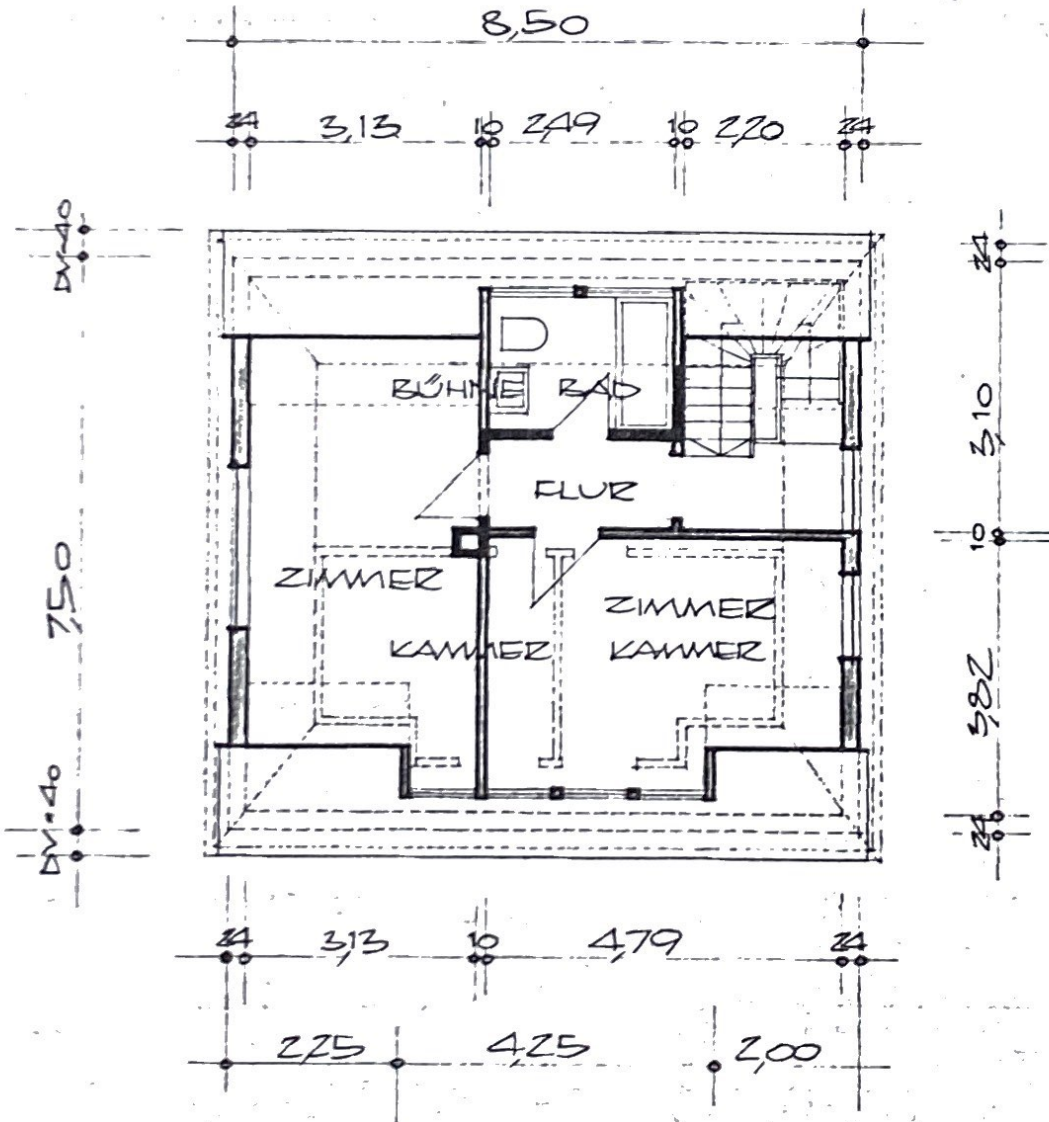 8,50
24 3,13 10 2,49 10 2,20 24
DV-40
24
BÜHNE BAD
3,10
FLUR
10
7,50
ZIMMER
ZIMMER
KAMMER KAMMER
3,82
DV-40
24
24 3,13 10 4,79 24
2,25 4,25 2,00